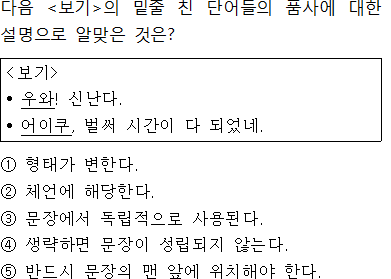 다음 <보기>의 밑줄 친 단어들의 품사에 대한
설명으로 알맞은 것은?
<보기>
• 우와! 신난다.
• 어이쿠, 벌써 시간이 다 되었네.
① 형태가 변한다.
② 체언에 해당한다.
③ 문장에서 독립적으로 사용된다.
④ 생략하면 문장이 성립되지 않는다.
⑤ 반드시 문장의 맨 앞에 위치해야 한다.